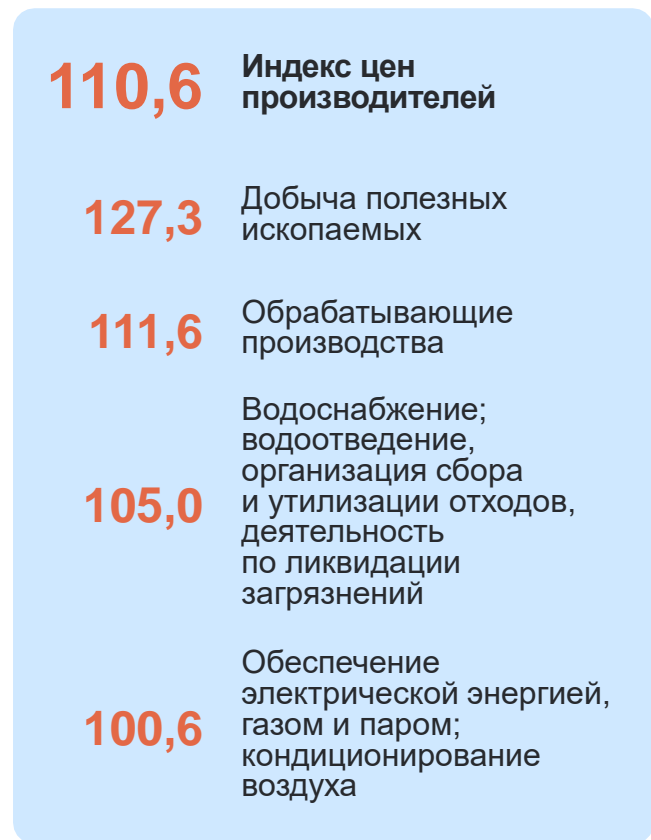 110,6
Индекс цен
производителей
127,3
Добыча полезных
ископаемых
111,6
Обрабатывающие
производства
105,0
Водоснабжение;
водоотведение,
организация сбора
и утилизации отходов,
деятельность
по ликвидации
загрязнений
100,6
Обеспечение
электрической энергией,
газом и паром;
кондиционирование
воздуха